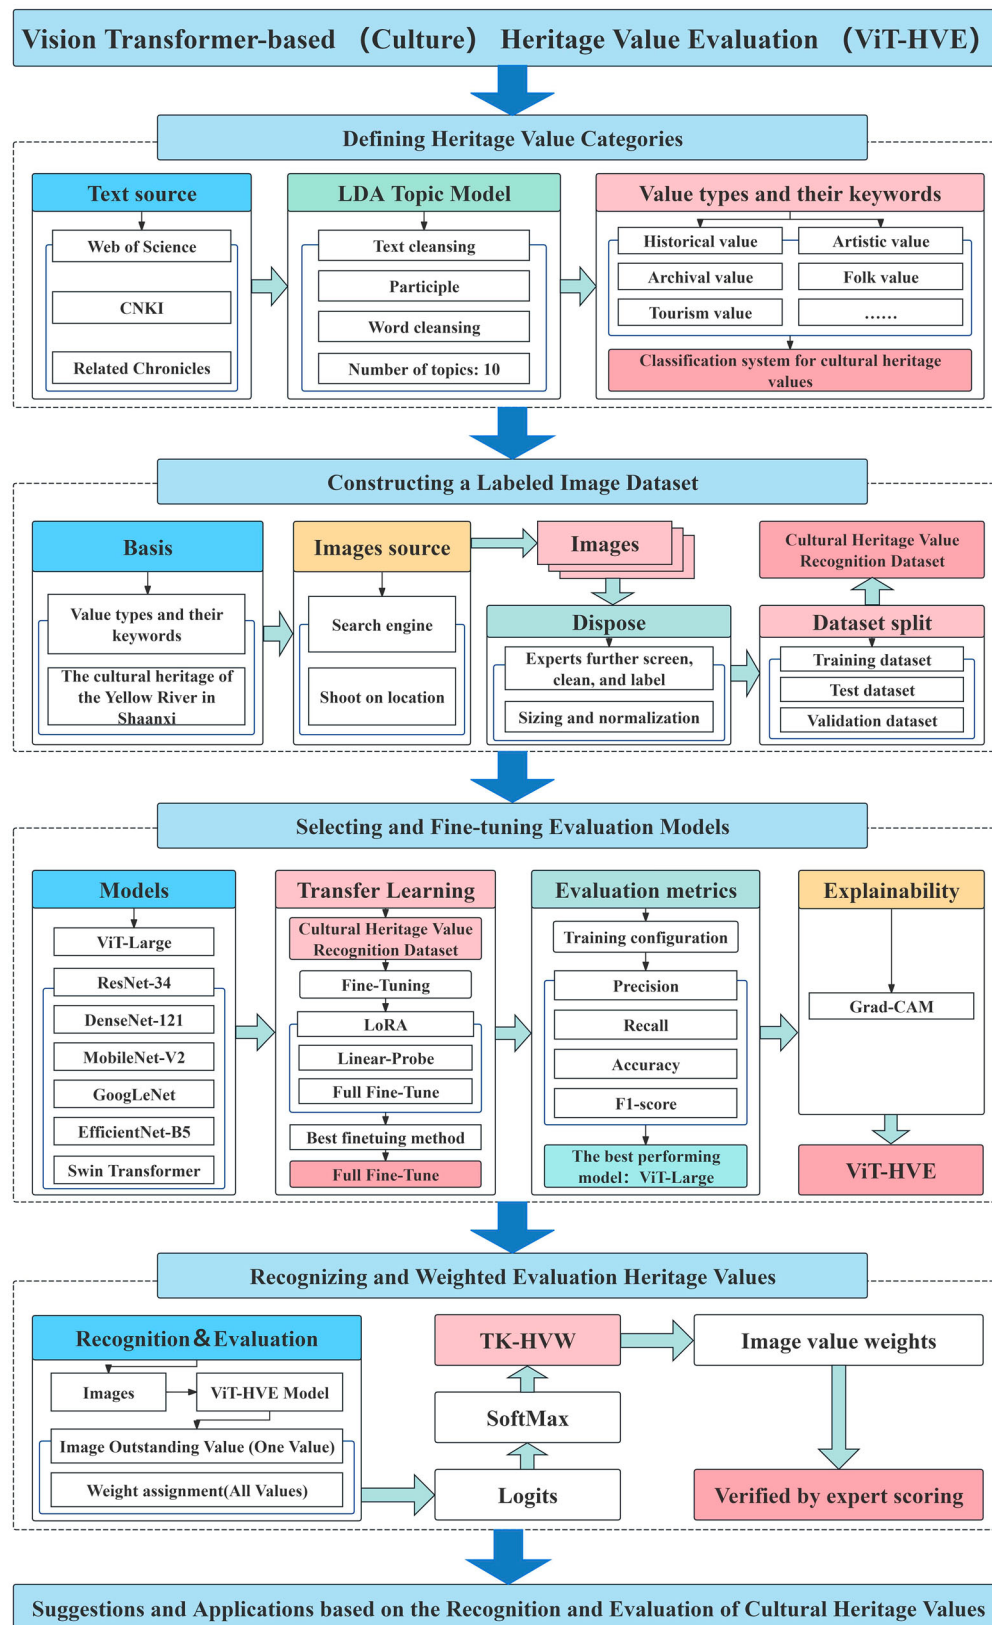 Vision Transformer-based （Culture） Heritage Value Evaluation （ViT-HVE）
Defining Heritage Value Categories
Text source
Web of Science
CNKI
Related Chronicles
LDA Topic Model
Text cleansing
Participle
Word cleansing
Number of topics: 10
Value types and their keywords
Historical value
Artistic value
Archival value
Folk value
Tourism value
……
Classification system for cultural heritage
values
Constructing a Labeled Image Dataset
Basis
Value types and their
keywords
The cultural heritage of
the Yellow River in
Shaanxi
Images source
Search engine
Shoot on location
Images
Dispose
Experts further screen,
clean, and label
Sizing and normalization
Cultural Heritage Value
Recognition Dataset
Dataset split
Training dataset
Test dataset
Validation dataset
Selecting and Fine-tuning Evaluation Models
Models
ViT-Large
ResNet-34
DenseNet-121
MobileNet-V2
GoogLeNet
EfficientNet-B5
Swin Transformer
Transfer Learning
Cultural Heritage Value
Recognition Dataset
Fine-Tuning
LoRA
Linear-Probe
Full Fine-Tune
Best finetuing method
Full Fine-Tune
Evaluation metrics
Training configuration
Precision
Recall
Accuracy
F1-score
The best performing
model：ViT-Large
Explainability
Grad-CAM
ViT-HVE
Recognizing and Weighted Evaluation Heritage Values
Recognition＆Evaluation
Images
ViT-HVE Model
Image Outstanding Value (One Value)
Weight assignment(All Values)
TK-HVW
SoftMax
Logits
Image value weights
Verified by expert scoring
Suggestions and Applications based on the Recognition and Evaluation of Cultural Heritage Values